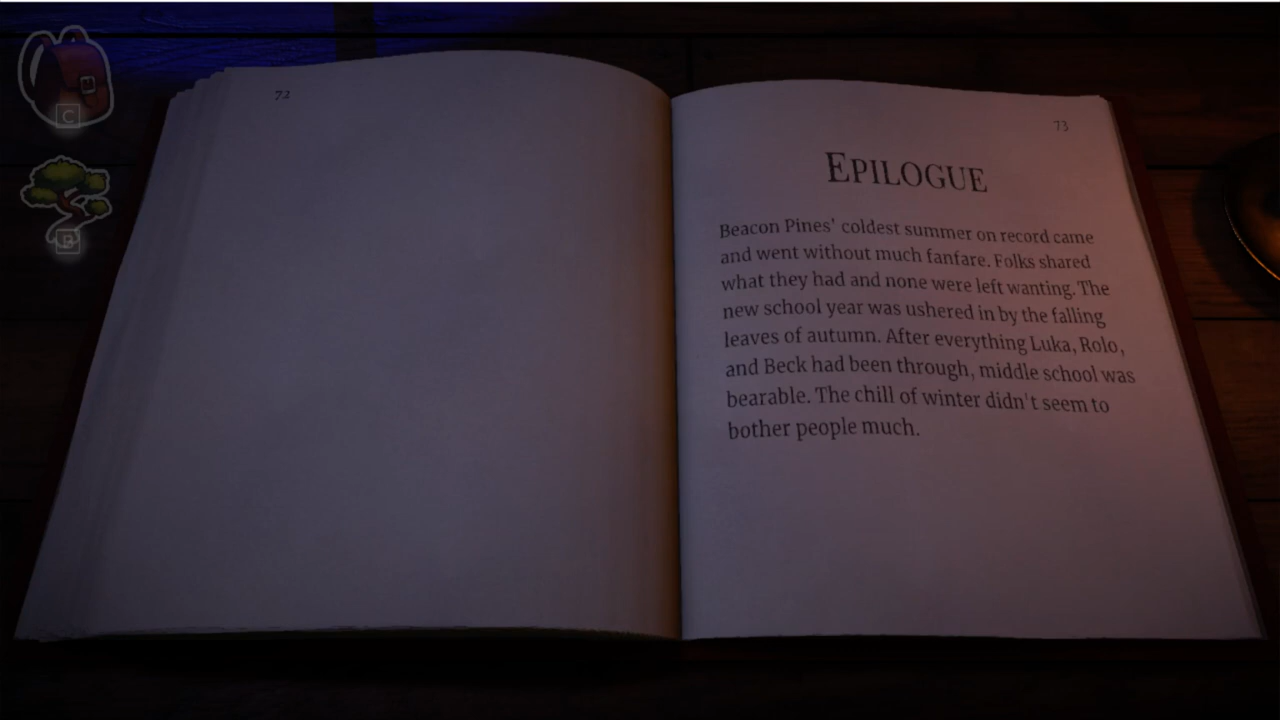 C
B
72
73
EPILOGUE
Beacon Pines' coldest summer on record came
and went without much fanfare. Folks shared
what they had and none were left wanting. The
new school year was ushered in by the falling
leaves of autumn. After everything Luka, Rolo,
and Beck had been through, middle school was
bearable. The chill of winter didn't seem to
bother people much.